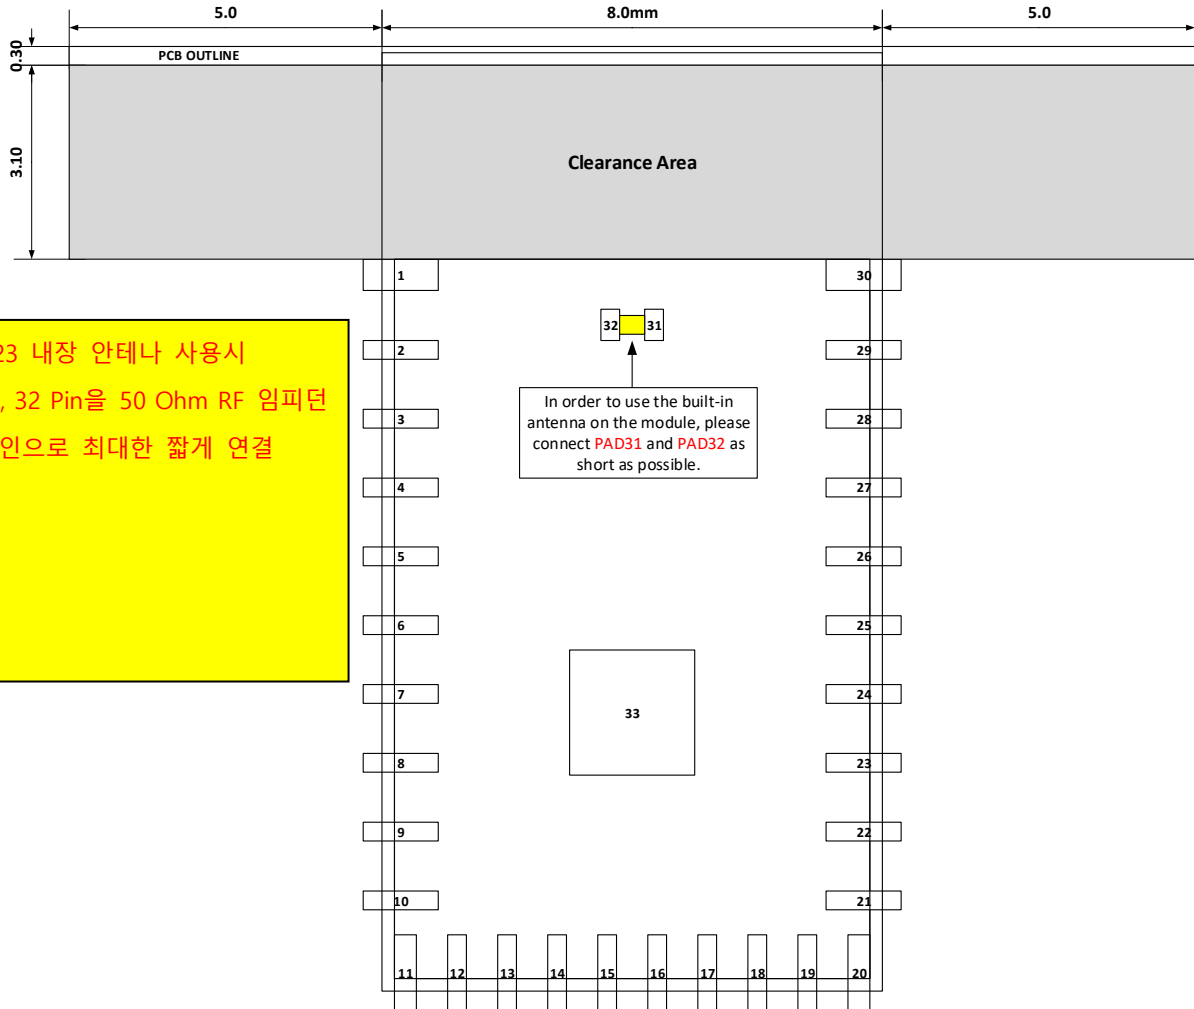 5.0 8.0mm 5.0
0.30
PCB OUTLINE
3.10
Clearance Area
1 30
32 31
23 내장 안테나 사용시
, 32 Pin을 50 Ohm RF 임피던
인으로 최대한 짧게 연결
2 29
In order to use the built-in
antenna on the module, please
connect PAD31 and PAD32 as
short as possible.
3 28
4 27
5 26
6 25
7 24
33
8 23
9 22
10 21
11 12 13 14 15 16 17 18 19 20